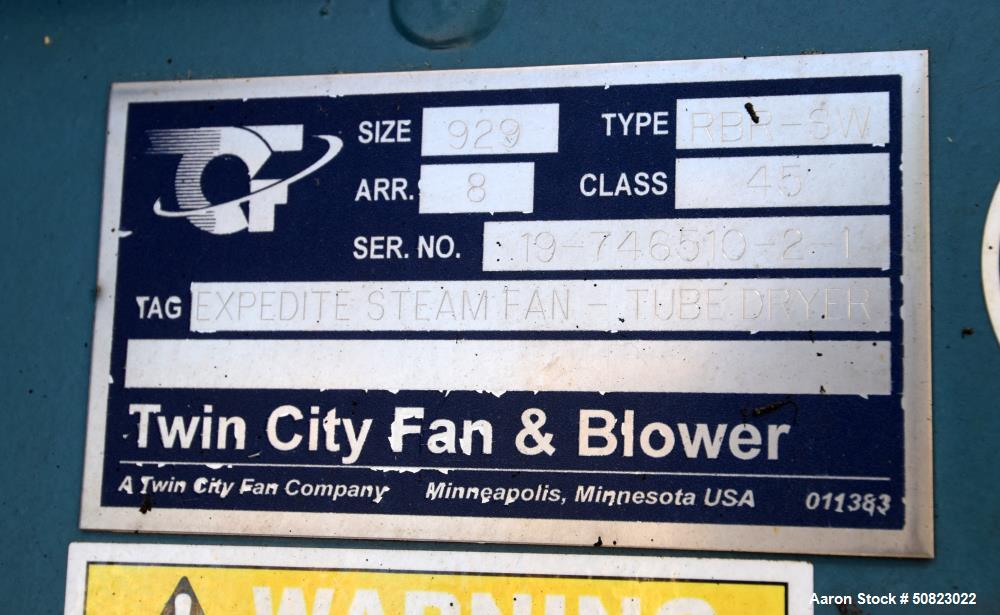 SIZE 929 TYPE RBR-SW
ARR. 8 CLASS 45
SER. NO. 19-746510-2-1
TAG EXPEDITE STEAM FAN - TUBE DRYER
Twin City Fan & Blower
A Twin City Fan Company Minneapolis, Minnesota USA 011383
WARNING
Aaron Stock # 50823022